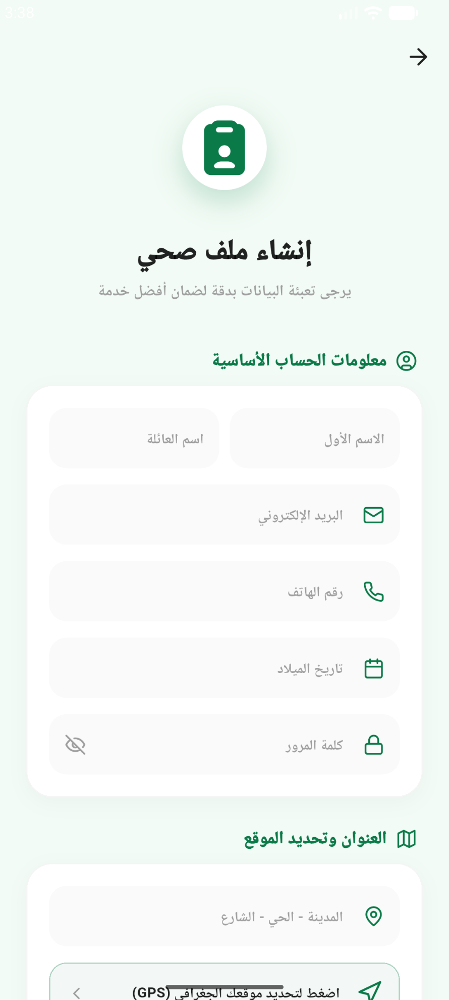 3:38
إنشاء ملف صحي
يرجى تعبئة البيانات بدقة لضمان أفضل خدمة
معلومات الحساب الأساسية
الاسم الأول
اسم العائلة
البريد الإلكتروني
رقم الهاتف
تاريخ الميلاد
كلمة المرور
العنوان وتحديد الموقع
المدينة - الحي - الشارع
اضغط لتحديد موقعك الجغرافي (GPS)